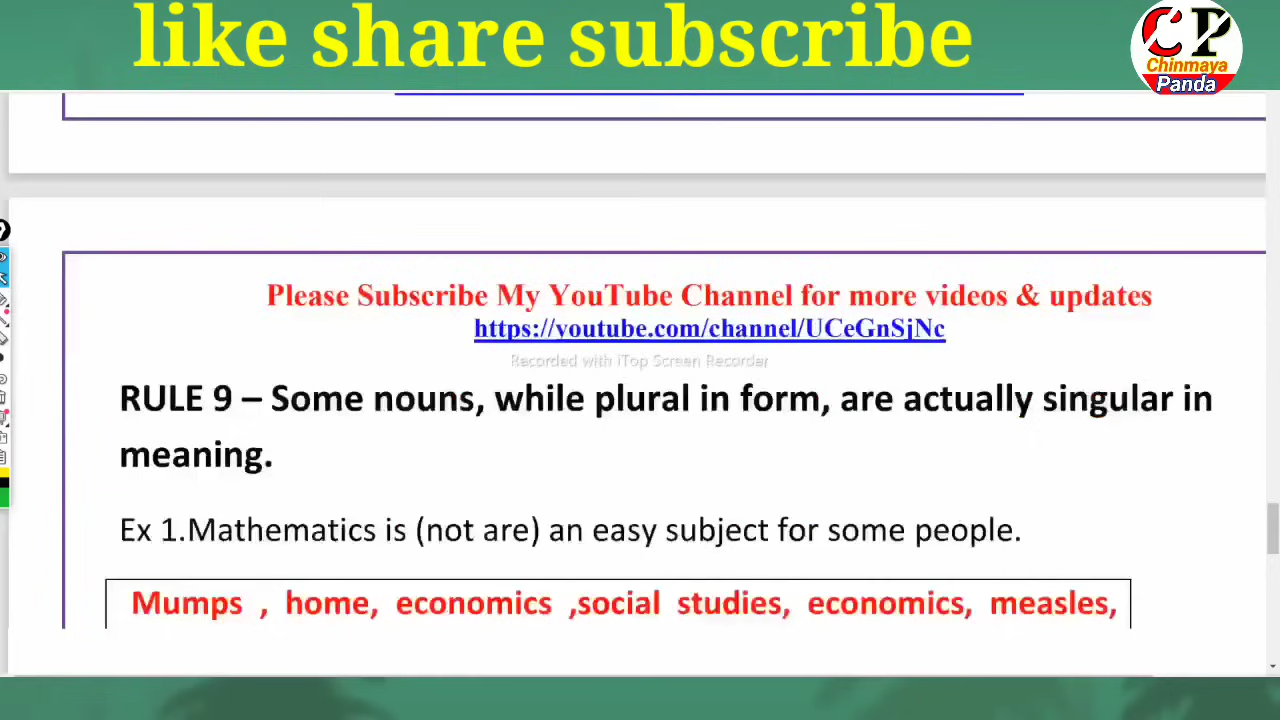 like share subscribe
CP
Chinmaya
Panda
Please Subscribe My YouTube Channel for more videos & updates
https://youtube.com/channel/UCeGnSjNc
Recorded with iTop Screen Recorder
RULE 9 – Some nouns, while plural in form, are actually singular in
meaning.
Ex 1.Mathematics is (not are) an easy subject for some people.
Mumps , home, economics ,social studies, economics, measles,